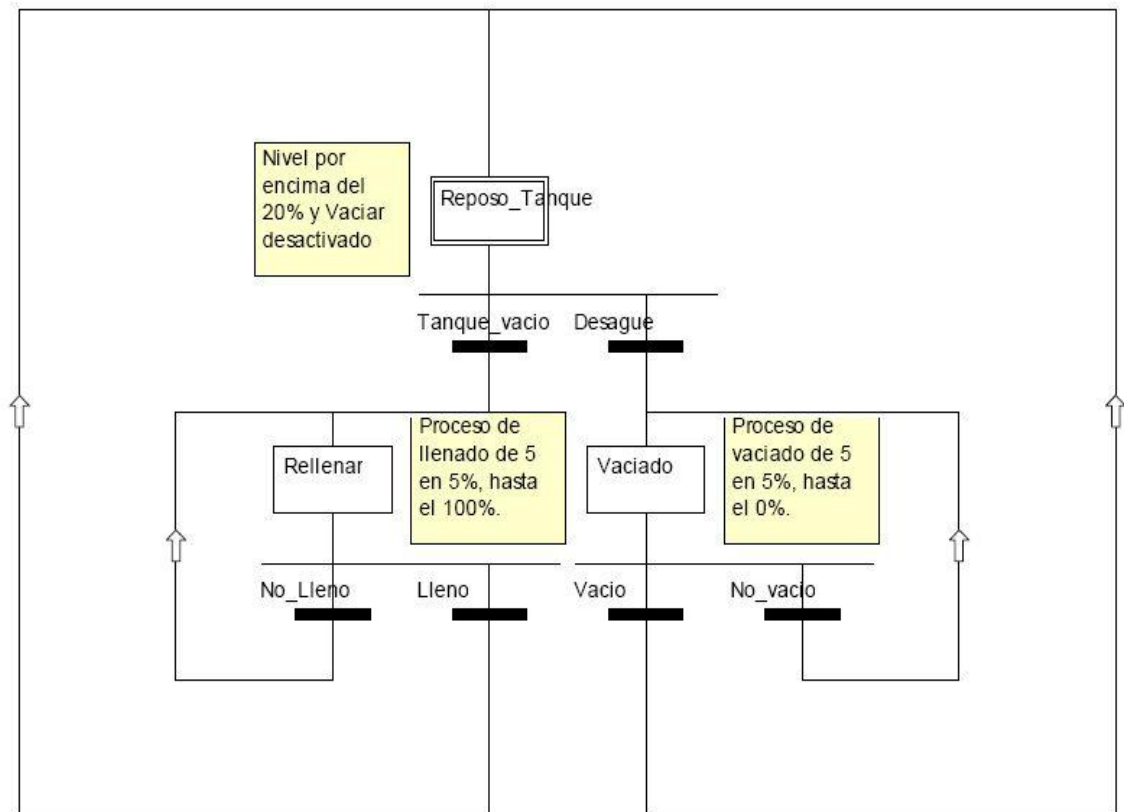 Nivel por
encima del
20% y Vaciar
desactivado
Reposo_Tanque
Tanque_vacio
Desague
Rellenar
Proceso de
llenado de 5
en 5%, hasta
el 100%.
Vaciado
Proceso de
vaciado de 5
en 5%, hasta
el 0%.
No_Lleno
Lleno
Vacio
No_vacio